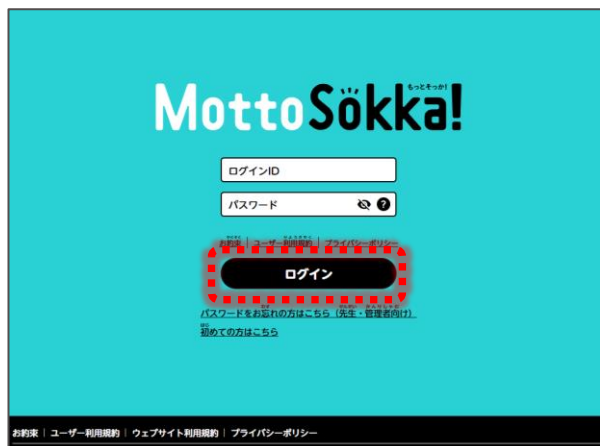 もっとそっか!
MottoSökka!
ログインID
パスワード
お約束 | ユーザー利用規約 | プライバシーポリシー
ログイン
パスワードをお忘れの方はこちら（先生・管理者向け）
初めての方はこちら
お約束 | ユーザー利用規約 | ウェブサイト利用規約 | プライバシーポリシー